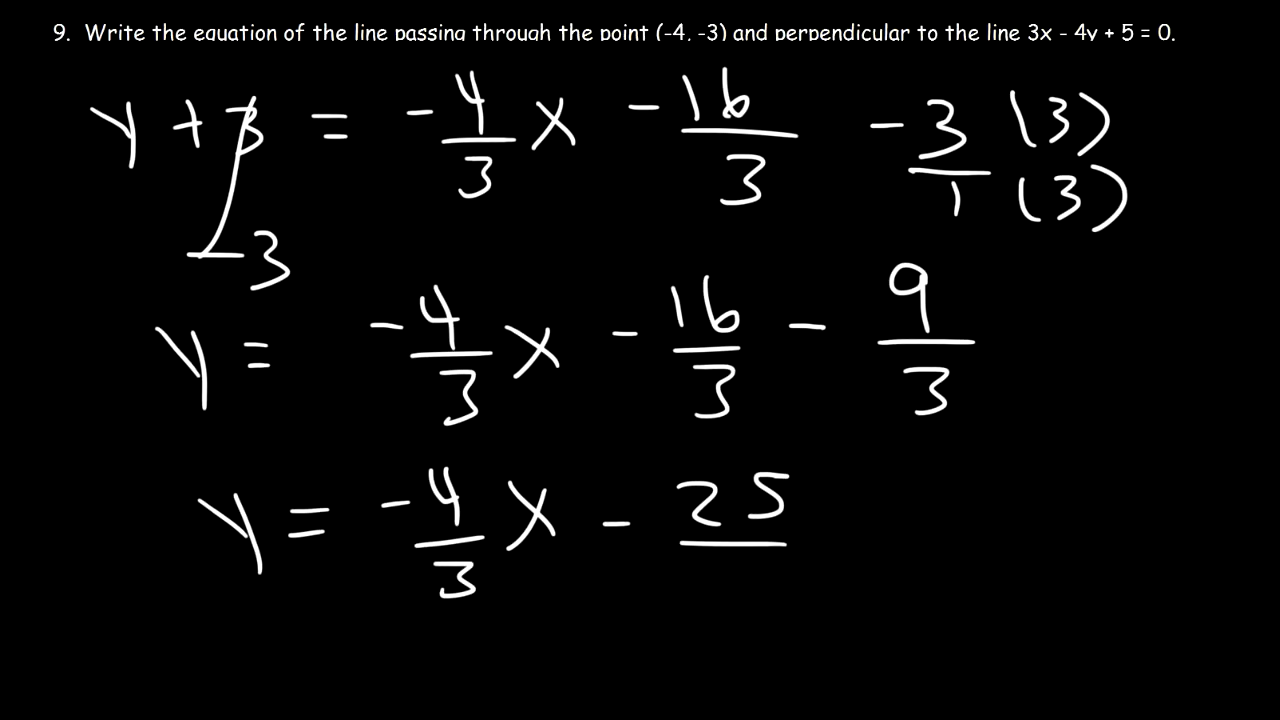 9. Write the equation of the line passing through the point (-4, -3) and perpendicular to the line 3x - 4y + 5 = 0.
y + 3 = -4/3 x - 16/3 - 3/1 (3)/(3)
-3
y = -4/3 x - 16/3 - 9/3
y = -4/3 x - 25